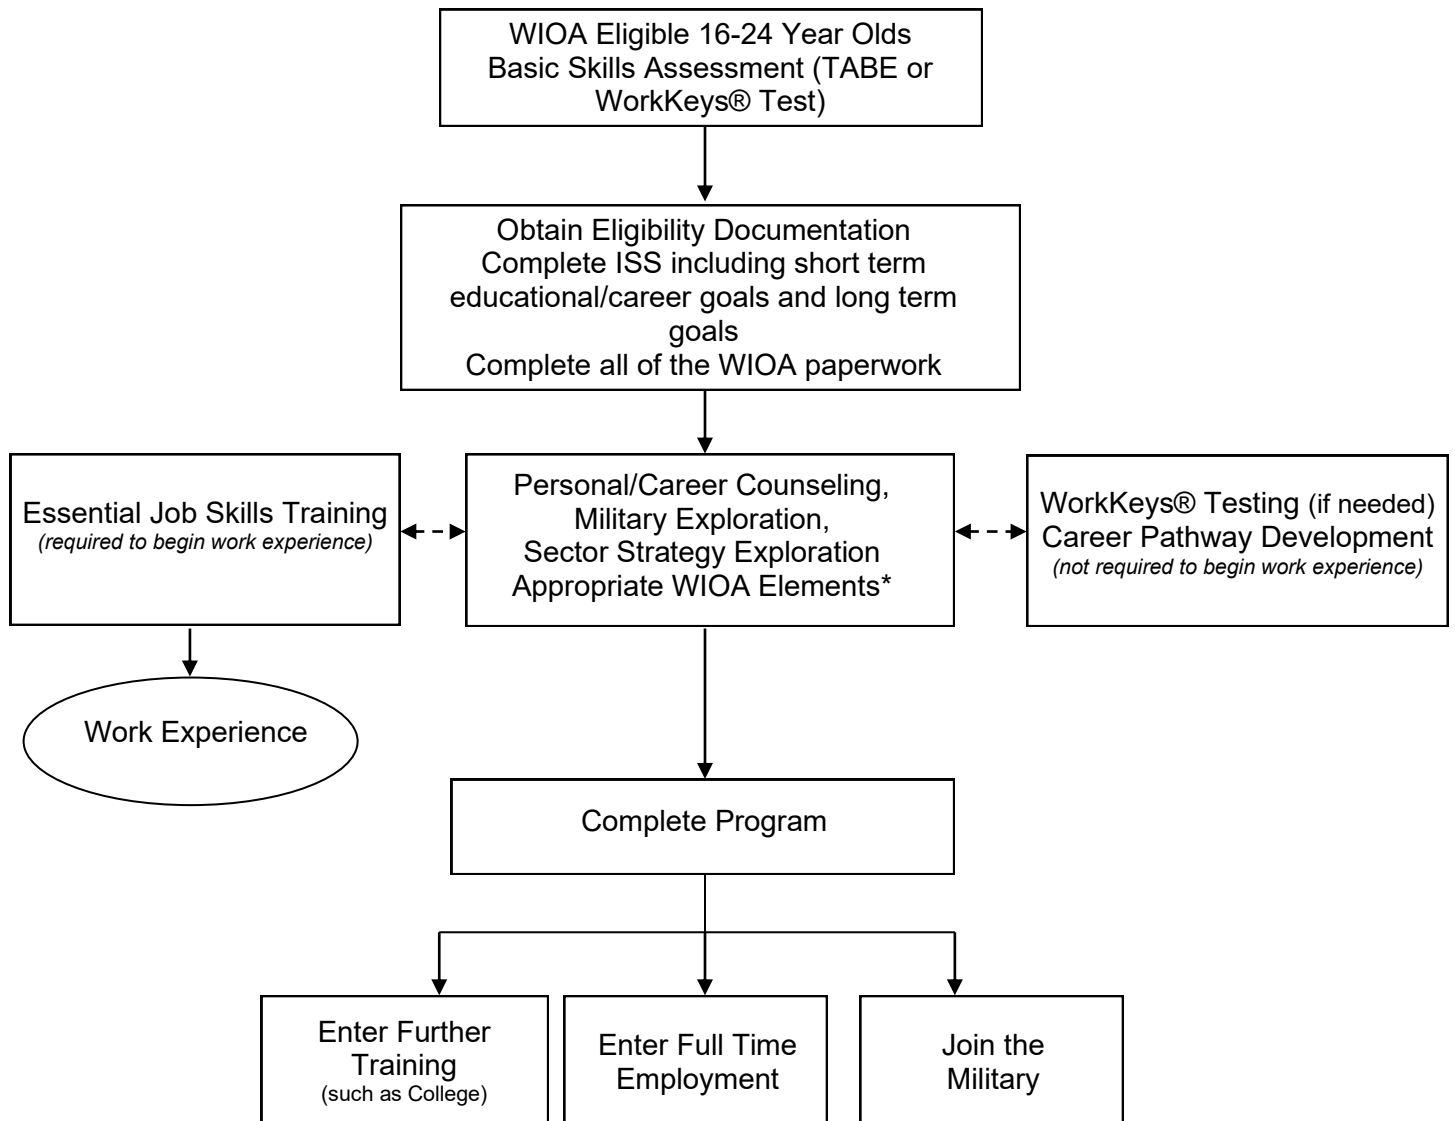 WIOA Eligible 16-24 Year Olds
Basic Skills Assessment (TABE or
WorkKeys® Test)
Obtain Eligibility Documentation
Complete ISS including short term
educational/career goals and long term
goals
Complete all of the WIOA paperwork
Essential Job Skills Training
(required to begin work experience)
Personal/Career Counseling,
Military Exploration,
Sector Strategy Exploration
Appropriate WIOA Elements*
WorkKeys® Testing (if needed)
Career Pathway Development
(not required to begin work experience)
Work Experience
Complete Program
Enter Further
Training
(such as College)
Enter Full Time
Employment
Join the
Military